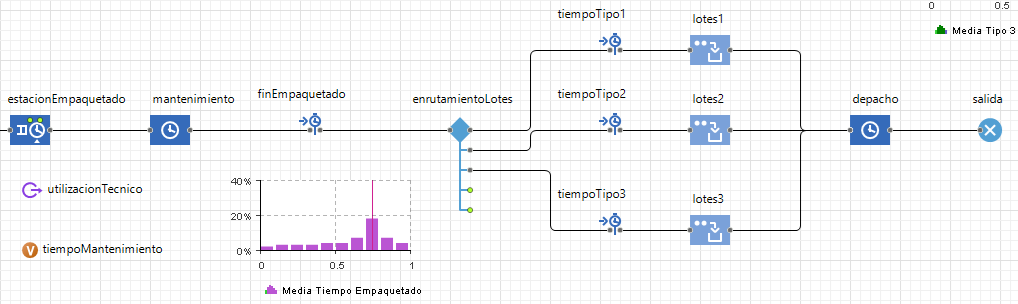 0 0.5
Media Tipo 3
tiempoTipo1 lotes1
estacionEmpaquetado mantenimiento finEmpaquetado enrutamientoLotes tiempoTipo2 lotes2 depacho salida
utilizacionTecnico
tiempoMantenimiento
40%
20%
0%
0 0.5 1
Media Tiempo Empaquetado
tiempoTipo3 lotes3
V